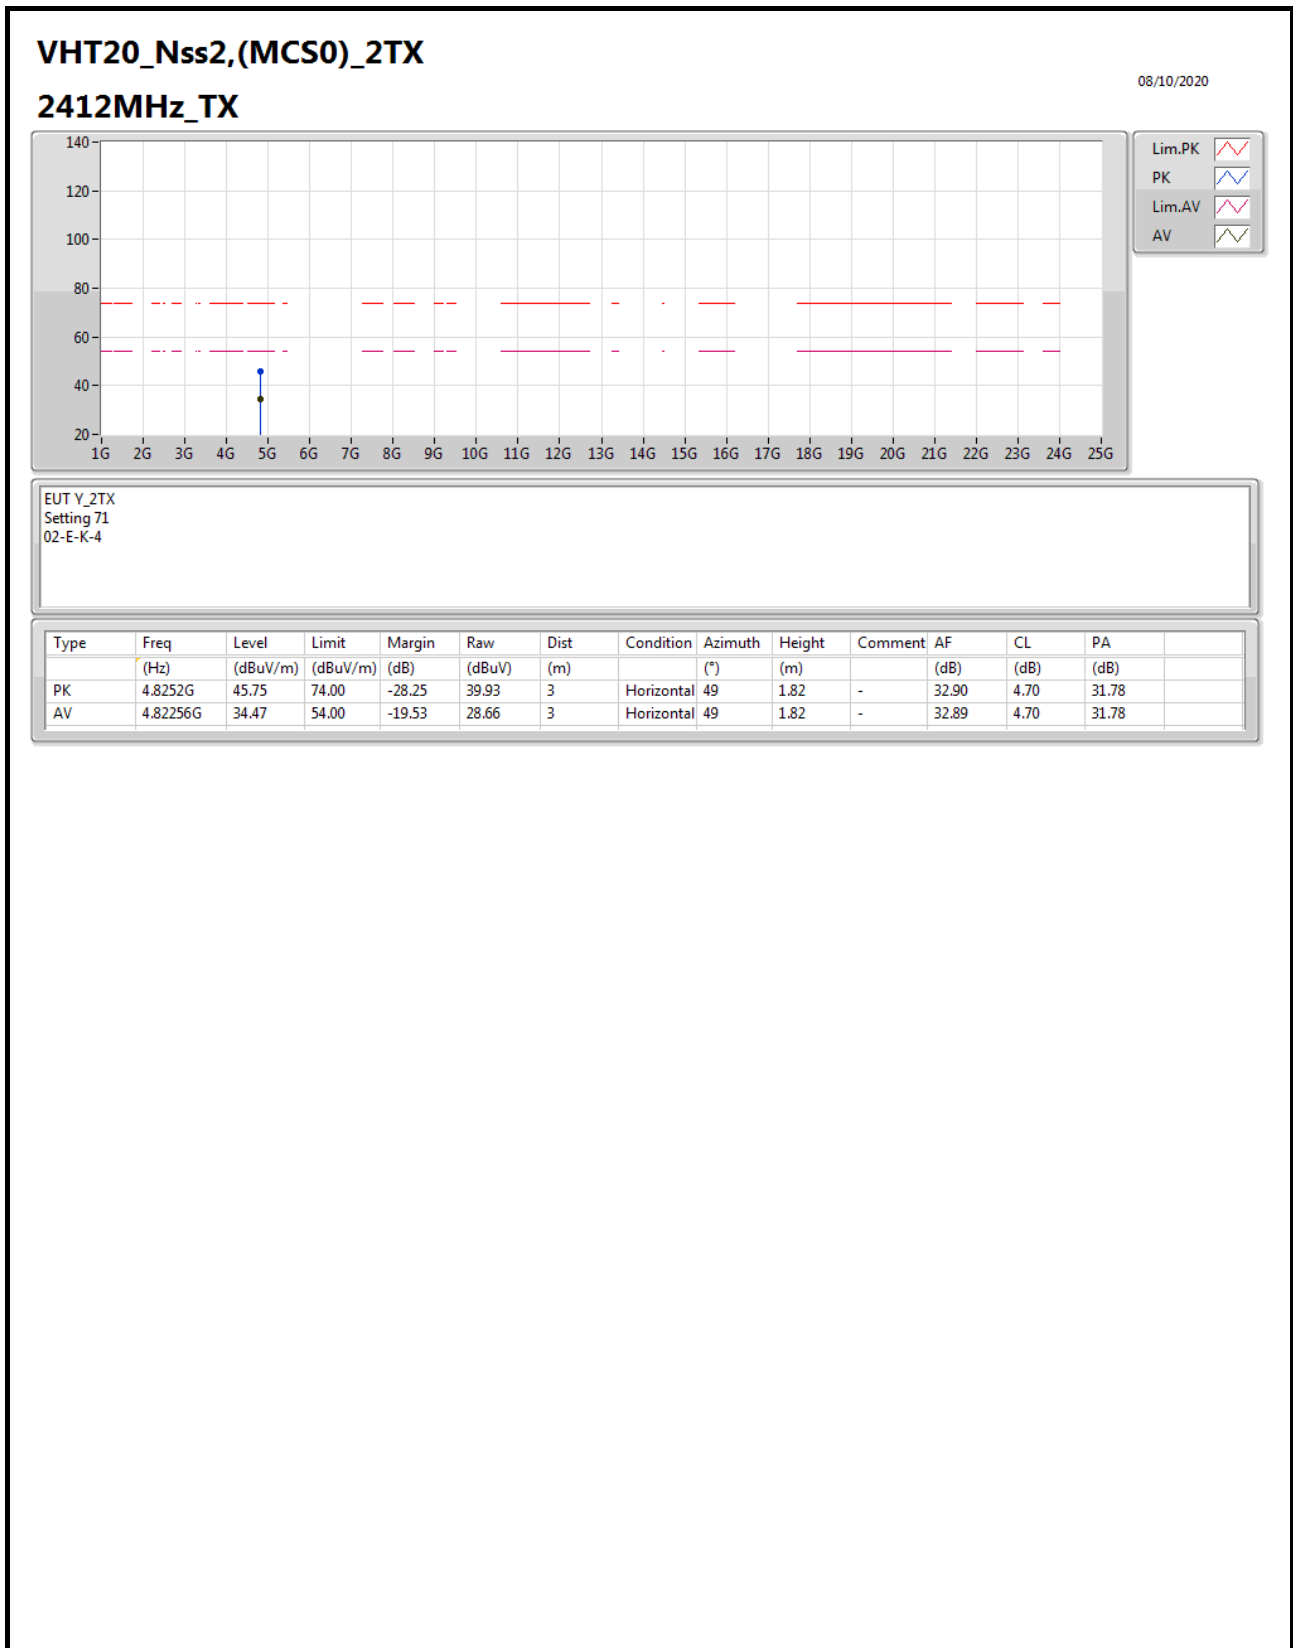 VHT20_Nss2,(MCS0)_2TX
08/10/2020
2412MHz_TX
140
120
100
80
60
40
20
1G 2G 3G 4G 5G 6G 7G 8G 9G 10G 11G 12G 13G 14G 15G 16G 17G 18G 19G 20G 21G 22G 23G 24G 25G
Lim.PK
PK
Lim.AV
AV
EUT Y_2TX
Setting 71
02-E-K-4
Type Freq Level Limit Margin Raw Dist Condition Azimuth Height Comment AF CL PA
(Hz) (dBuV/m) (dBuV/m) (dB) (dBuV) (m) (°) (m) (dB) (dB) (dB)
PK 4.8252G 45.75 74.00 -28.25 39.93 3 Horizontal 49 1.82 - 32.90 4.70 31.78
AV 4.82256G 34.47 54.00 -19.53 28.66 3 Horizontal 49 1.82 - 32.89 4.70 31.78